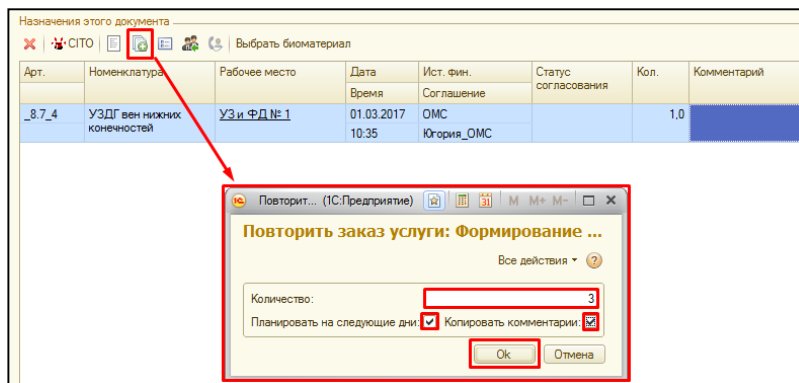 Назначения этого документа
CITO Выбрать биоматериал
Арт. Номенклатура Рабочее место Дата Ист. фин. Статус согласования Кол. Комментарий
Время Соглашение
_8.7_4 УЗДГ вен нижних конечностей УЗ и ФД № 1 01.03.2017 ОМС 1,0
10:35 Югория_ОМС
Повторит... (1С:Предприятие) 31 M M+ M-
Повторить заказ услуги: Формирование ...
Все действия ?
Количество: 3
Планировать на следующие дни: Копировать комментарии:
Ok Отмена